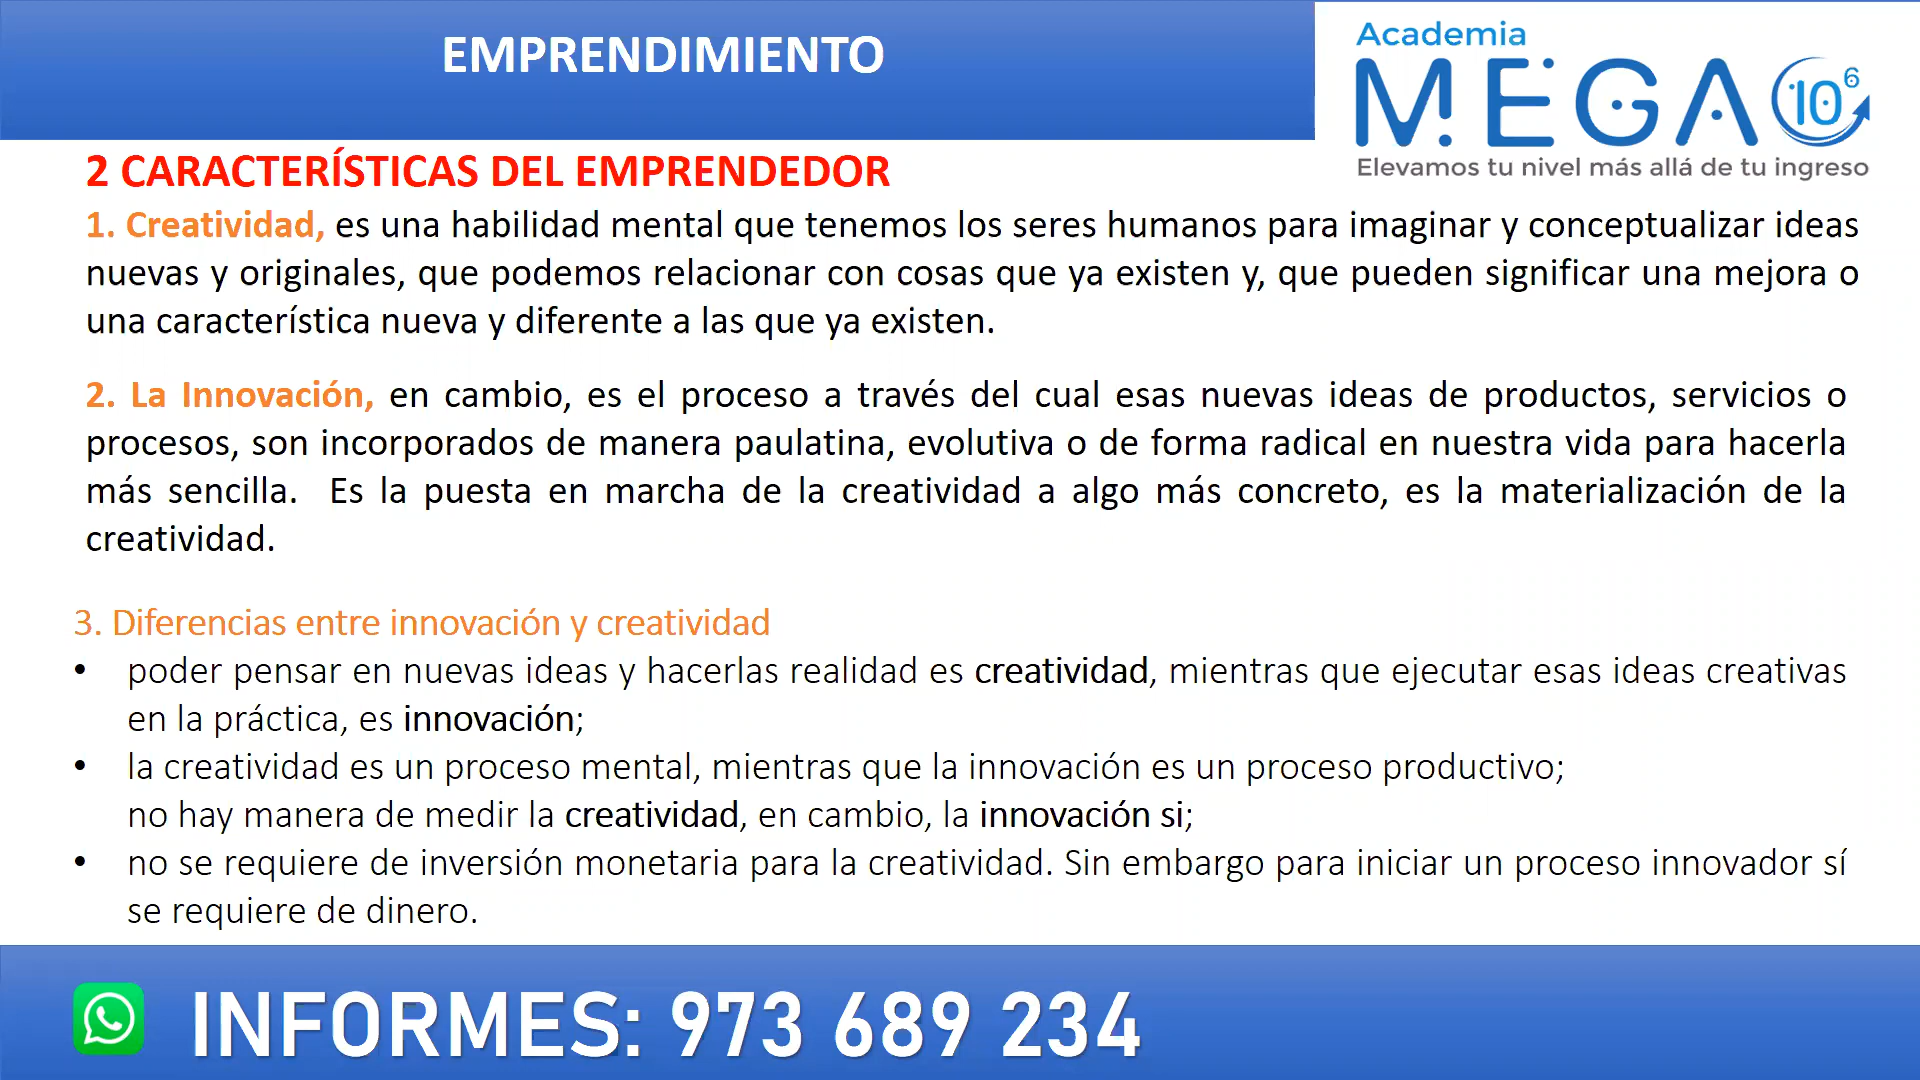 EMPRENDIMIENTO
Academia
MEGA 10⁶
Elevamos tu nivel más allá de tu ingreso
2 CARACTERÍSTICAS DEL EMPRENDEDOR
1. Creatividad, es una habilidad mental que tenemos los seres humanos para imaginar y conceptualizar ideas
nuevas y originales, que podemos relacionar con cosas que ya existen y, que pueden significar una mejora o
una característica nueva y diferente a las que ya existen.
2. La Innovación, en cambio, es el proceso a través del cual esas nuevas ideas de productos, servicios o
procesos, son incorporados de manera paulatina, evolutiva o de forma radical en nuestra vida para hacerla
más sencilla. Es la puesta en marcha de la creatividad a algo más concreto, es la materialización de la
creatividad.
3. Diferencias entre innovación y creatividad
• poder pensar en nuevas ideas y hacerlas realidad es creatividad, mientras que ejecutar esas ideas creativas
en la práctica, es innovación;
• la creatividad es un proceso mental, mientras que la innovación es un proceso productivo;
no hay manera de medir la creatividad, en cambio, la innovación si;
• no se requiere de inversión monetaria para la creatividad. Sin embargo para iniciar un proceso innovador sí
se requiere de dinero.
INFORMES: 973 689 234